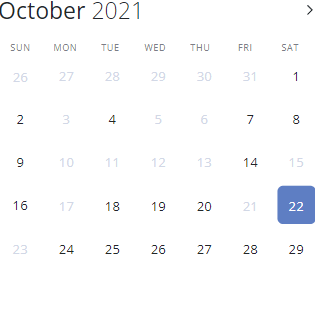 October 2021
SUN MON TUE WED THU FRI SAT
26 27 28 29 30 31 1
2 3 4 5 6 7 8
9 10 11 12 13 14 15
16 17 18 19 20 21 22
23 24 25 26 27 28 29